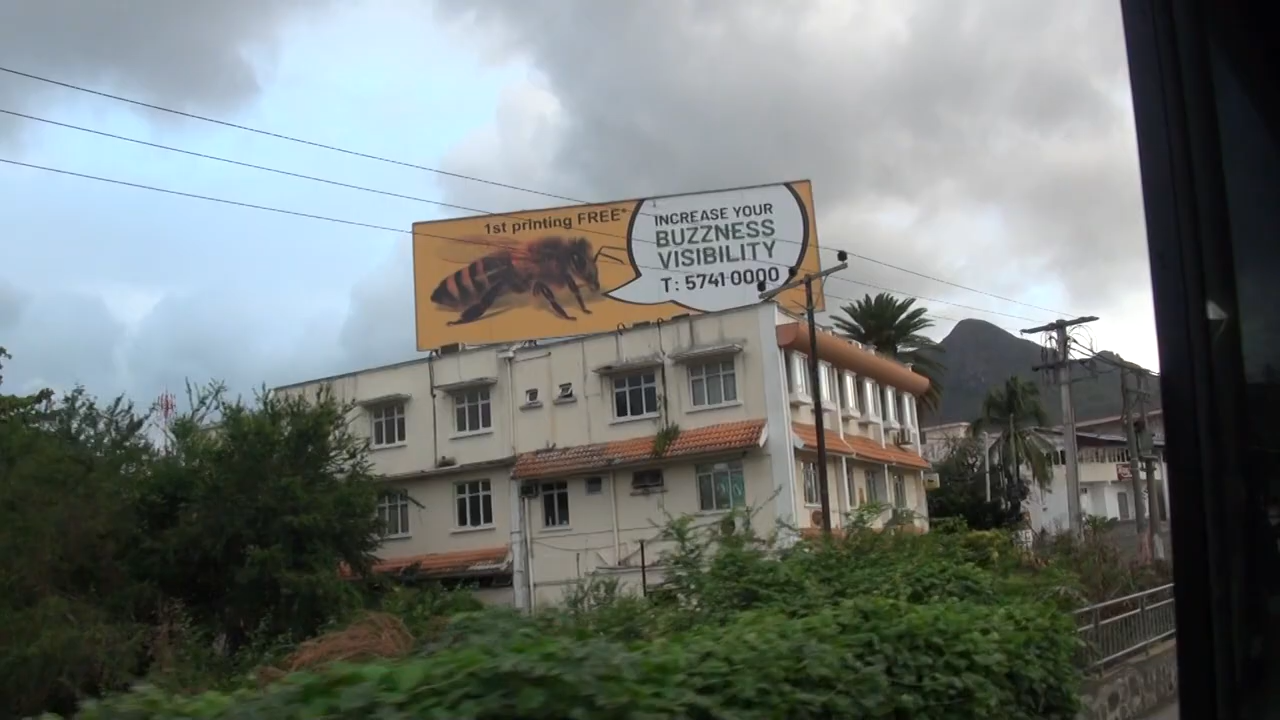 1st printing FREE*
INCREASE YOUR
BUZZNESS
VISIBILITY
T: 5741 0000